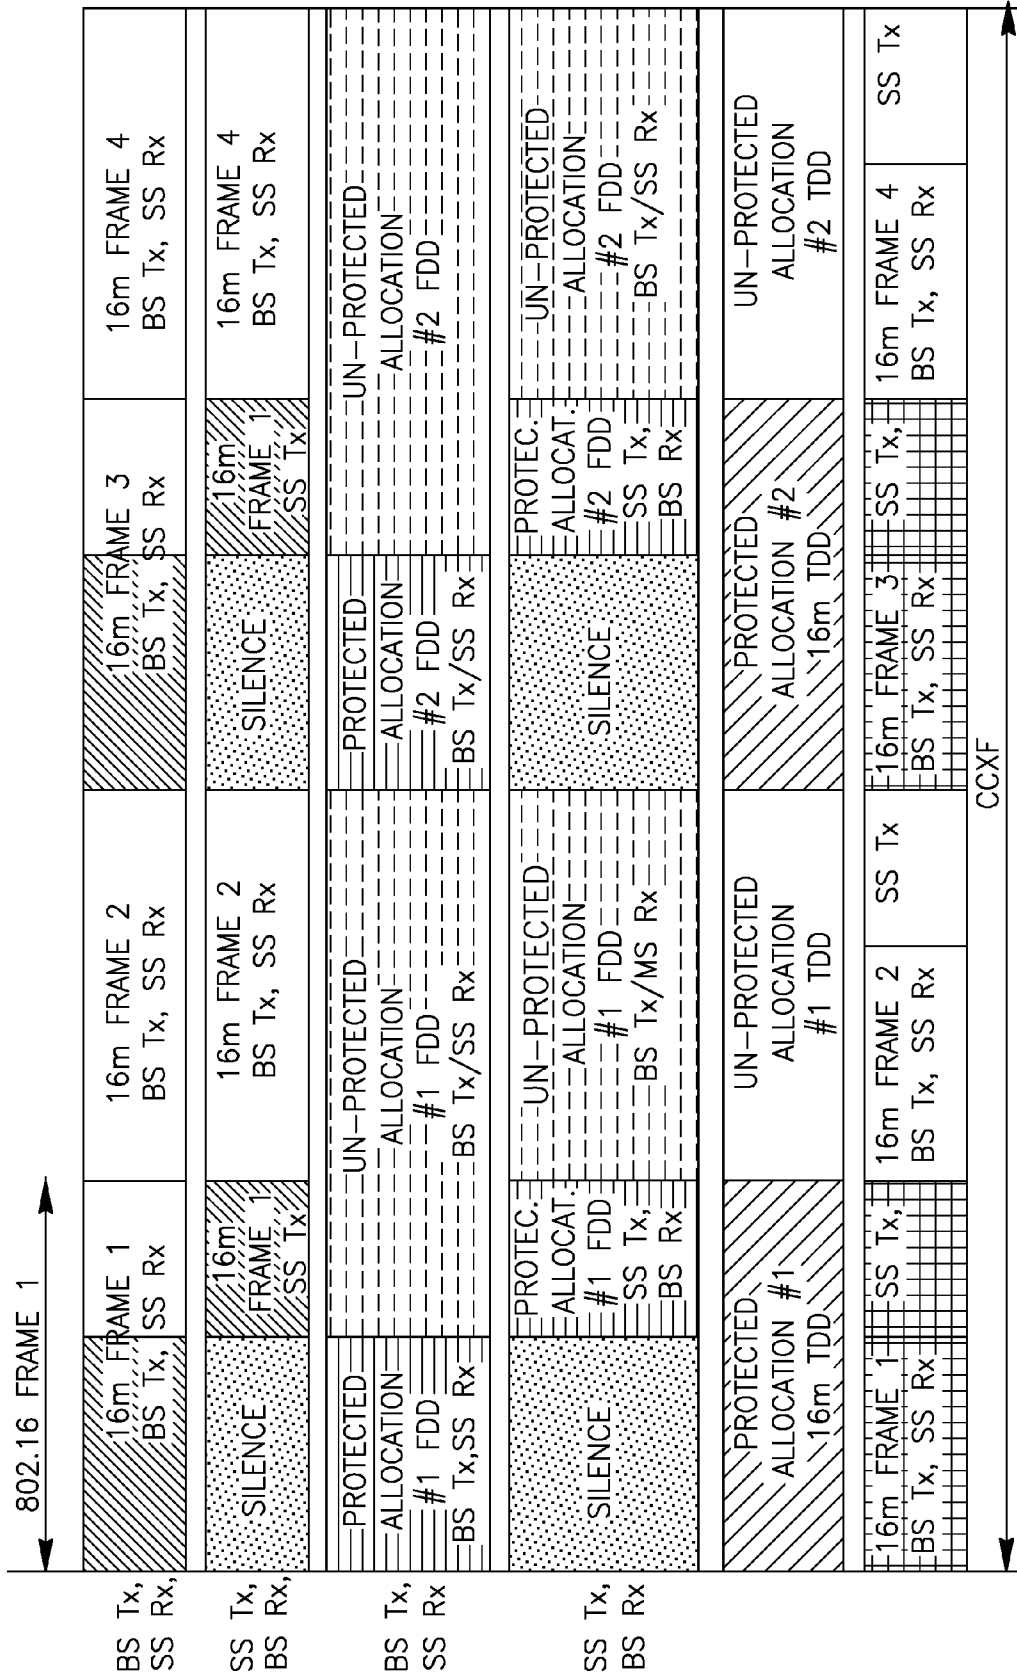 802.16 FRAME 1
BS Tx,
SS Rx,
16m FRAME 1
BS Tx, SS Rx
16m FRAME 2
BS Tx, SS Rx
16m FRAME 3
BS Tx, SS Rx
16m FRAME 4
BS Tx, SS Rx
SS Tx,
BS Rx,
SILENCE
16m
FRAME 1
SS Tx
16m FRAME 2
BS Tx, SS Rx
SILENCE
16m
FRAME 1
SS Tx
16m FRAME 4
BS Tx, SS Rx
BS Tx,
SS Rx
PROTECTED
ALLOCATION
#1 FDD
BS Tx,SS Rx
UN-PROTECTED
ALLOCATION
#1 FDD
BS Tx/SS Rx
PROTECTED
ALLOCATION
#2 FDD
BS Tx/SS Rx
UN-PROTECTED
ALLOCATION
#2 FDD
SS Tx,
BS Rx
SILENCE
PROTEC.
ALLOCAT.
#1 FDD
SS Tx,
BS Rx
UN-PROTECTED
ALLOCATION
#1 FDD
BS Tx/MS Rx
SILENCE
PROTEC.
ALLOCAT.
#2 FDD
SS Tx,
BS Rx
UN-PROTECTED
ALLOCATION
#2 FDD
BS Tx/SS Rx
PROTECTED
ALLOCATION #1
16m TDD
UN-PROTECTED
ALLOCATION
#1 TDD
PROTECTED
ALLOCATION #2
16m TDD
UN-PROTECTED
ALLOCATION
#2 TDD
16m FRAME 1
BS Tx, SS Rx
SS Tx,
16m FRAME 2
BS Tx, SS Rx
SS Tx
16m FRAME 3
BS Tx, SS Rx
SS Tx,
16m FRAME 4
BS Tx, SS Rx
SS Tx
CCXF